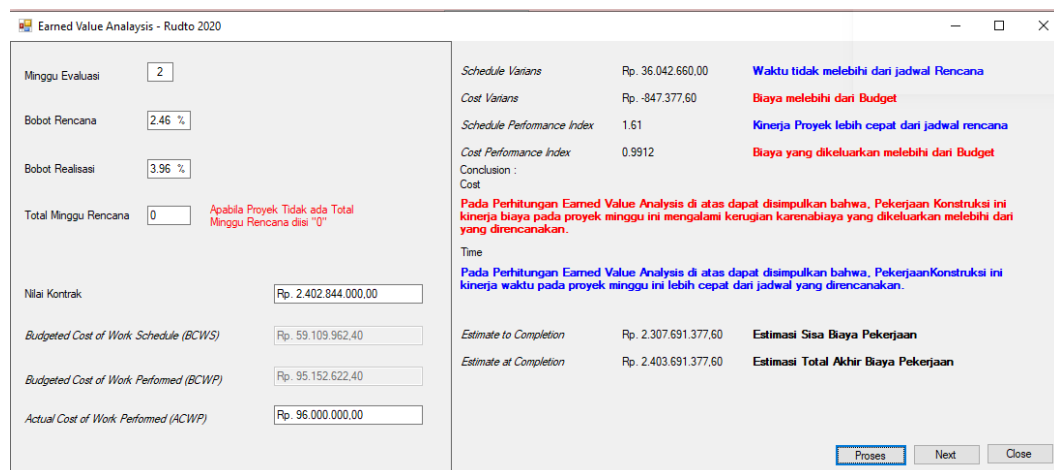 Earned Value Analaysis - Rudto 2020
Minggu Evaluasi 2
Bobot Rencana 2.46 %
Bobot Realisasi 3.96 %
Total Minggu Rencana 0
Apabila Proyek Tidak ada Total
Minggu Rencana diisi "0"
Nilai Kontrak Rp. 2.402.844.000,00
Budgeted Cost of Work Schedule (BCWS) Rp. 59.109.962,40
Budgeted Cost of Work Performed (BCWP) Rp. 95.152.622,40
Actual Cost of Work Performed (ACWP) Rp. 96.000.000,00
Schedule Varians Rp. 36.042.660,00 Waktu tidak melebihi dari jadwal Rencana
Cost Varians Rp. -847.377,60 Biaya melebihi dari Budget
Schedule Performance Index 1.61 Kinerja Proyek lebih cepat dari jadwal rencana
Cost Performance Index 0.9912 Biaya yang dikeluarkan melebihi dari Budget
Conclusion :
Cost
Pada Perhitungan Earned Value Analysis di atas dapat disimpulkan bahwa, Pekerjaan Konstruksi ini
kinerja biaya pada proyek minggu ini mengalami kerugian karenabiaya yang dikeluarkan melebihi dari
yang direncanakan.
Time
Pada Perhitungan Earned Value Analysis di atas dapat disimpulkan bahwa, PekerjaanKonstruksi ini
kinerja waktu pada proyek minggu ini lebih cepat dari jadwal yang direncanakan.
Estimate to Completion Rp. 2.307.691.377,60 Estimasi Sisa Biaya Pekerjaan
Estimate at Completion Rp. 2.403.691.377,60 Estimasi Total Akhir Biaya Pekerjaan
Proses Next Close